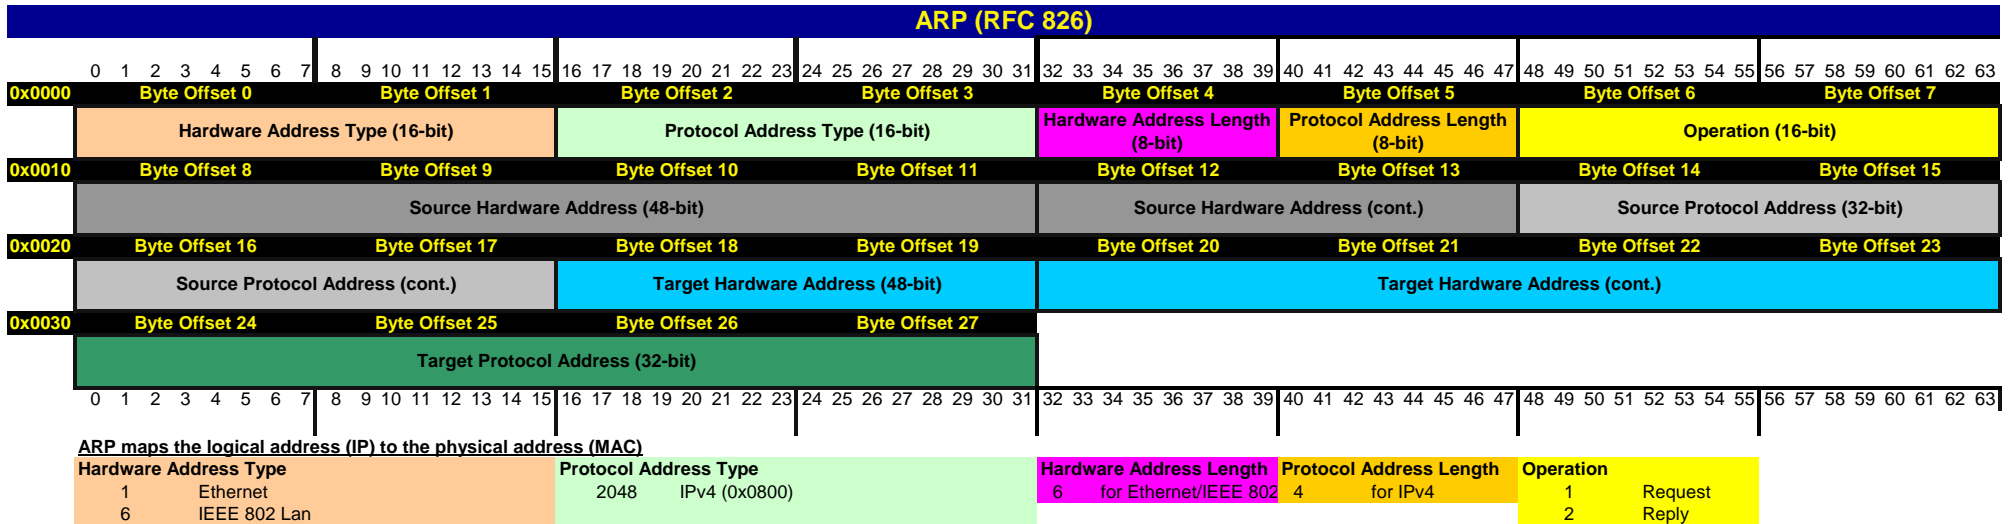 ARP (RFC 826)
0 1 2 3 4 5 6 7 8 9 10 11 12 13 14 15 16 17 18 19 20 21 22 23 24 25 26 27 28 29 30 31 32 33 34 35 36 37 38 39 40 41 42 43 44 45 46 47 48 49 50 51 52 53 54 55 56 57 58 59 60 61 62 63
0x0000 Byte Offset 0 Byte Offset 1 Byte Offset 2 Byte Offset 3 Byte Offset 4 Byte Offset 5 Byte Offset 6 Byte Offset 7
Hardware Address Type (16-bit) Protocol Address Type (16-bit) Hardware Address Length (8-bit) Protocol Address Length (8-bit) Operation (16-bit)
0x0010 Byte Offset 8 Byte Offset 9 Byte Offset 10 Byte Offset 11 Byte Offset 12 Byte Offset 13 Byte Offset 14 Byte Offset 15
Source Hardware Address (48-bit) Source Hardware Address (cont.) Source Protocol Address (32-bit)
0x0020 Byte Offset 16 Byte Offset 17 Byte Offset 18 Byte Offset 19 Byte Offset 20 Byte Offset 21 Byte Offset 22 Byte Offset 23
Source Protocol Address (cont.) Target Hardware Address (48-bit) Target Hardware Address (cont.)
0x0030 Byte Offset 24 Byte Offset 25 Byte Offset 26 Byte Offset 27
Target Protocol Address (32-bit)
0 1 2 3 4 5 6 7 8 9 10 11 12 13 14 15 16 17 18 19 20 21 22 23 24 25 26 27 28 29 30 31 32 33 34 35 36 37 38 39 40 41 42 43 44 45 46 47 48 49 50 51 52 53 54 55 56 57 58 59 60 61 62 63
ARP maps the logical address (IP) to the physical address (MAC)
Hardware Address Type Protocol Address Type Hardware Address Length Protocol Address Length Operation
1 Ethernet 2048 IPv4 (0x0800) 6 for Ethernet/IEEE 802 4 for IPv4 1 Request
6 IEEE 802 Lan 2 Reply